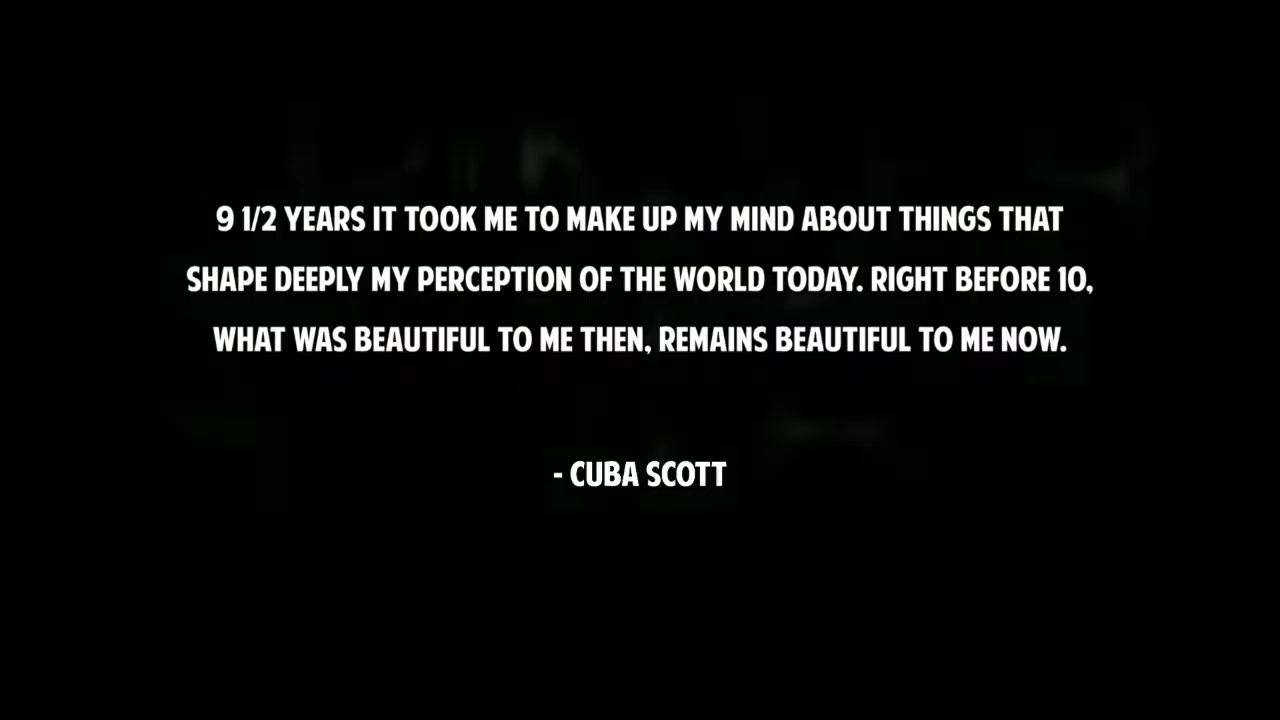 9 1/2 YEARS IT TOOK ME TO MAKE UP MY MIND ABOUT THINGS THAT
SHAPE DEEPLY MY PERCEPTION OF THE WORLD TODAY. RIGHT BEFORE 10,
WHAT WAS BEAUTIFUL TO ME THEN, REMAINS BEAUTIFUL TO ME NOW.
- CUBA SCOTT